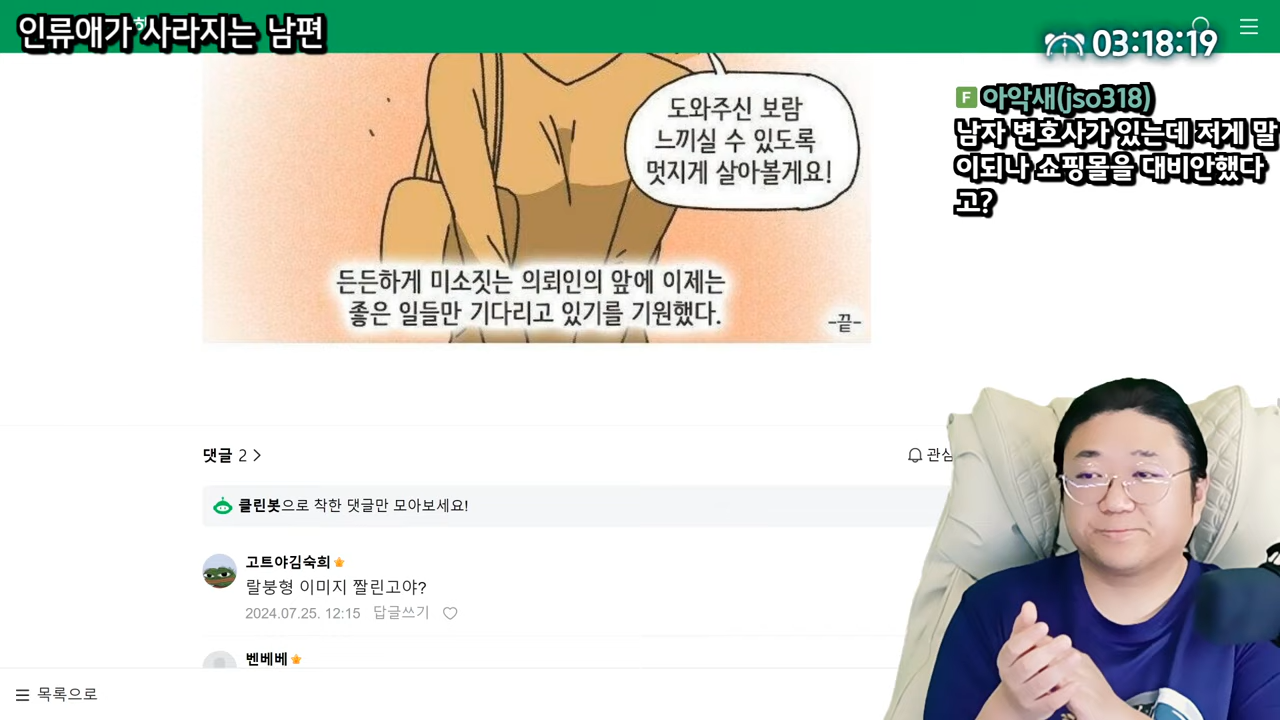 인류애가 사라지는 남편
03:18:19
F 아악새(jso318)
남자 변호사가 있는데 저게 말
이되나 쇼핑몰을 대비안했다
고?
도와주신 보람
느끼실 수 있도록
멋지게 살아볼게요!
든든하게 미소짓는 의뢰인의 앞에 이제는
좋은 일들만 기다리고 있기를 기원했다.
-끝-
댓글 2
관심
클린봇으로 착한 댓글만 모아보세요!
고트야김숙희
랄붕형 이미지 짤린고야?
2024.07.25. 12:15 답글쓰기
벤베베
목록으로